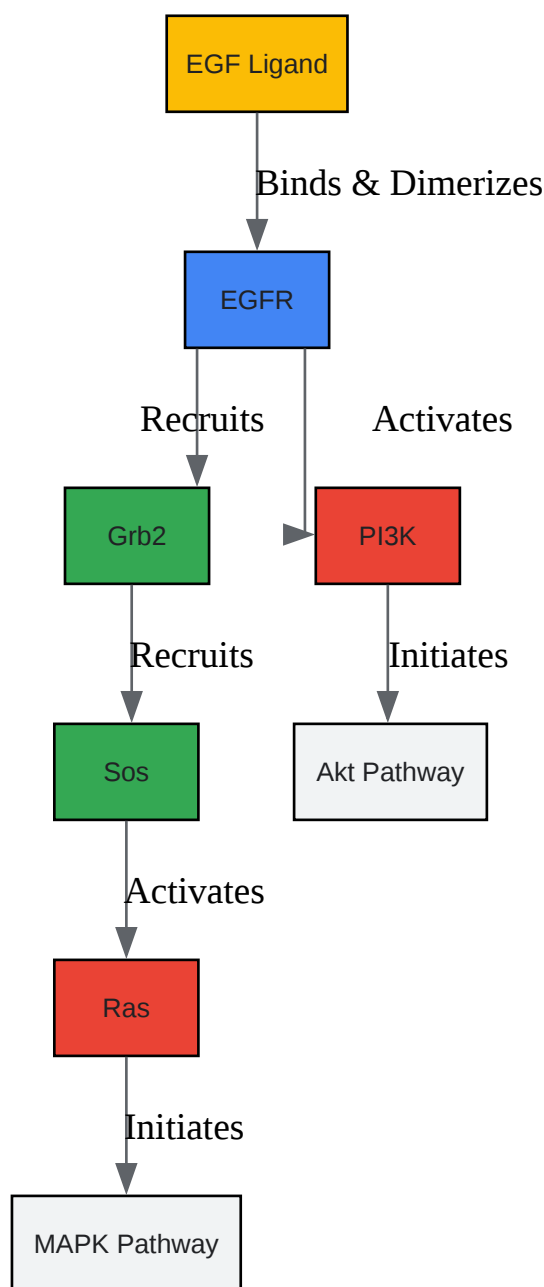 EGF Ligand
Binds & Dimerizes
EGFR
Recruits
Activates
Grb2
PI3K
Recruits
Initiates
Sos
Akt Pathway
Activates
Ras
Initiates
MAPK Pathway